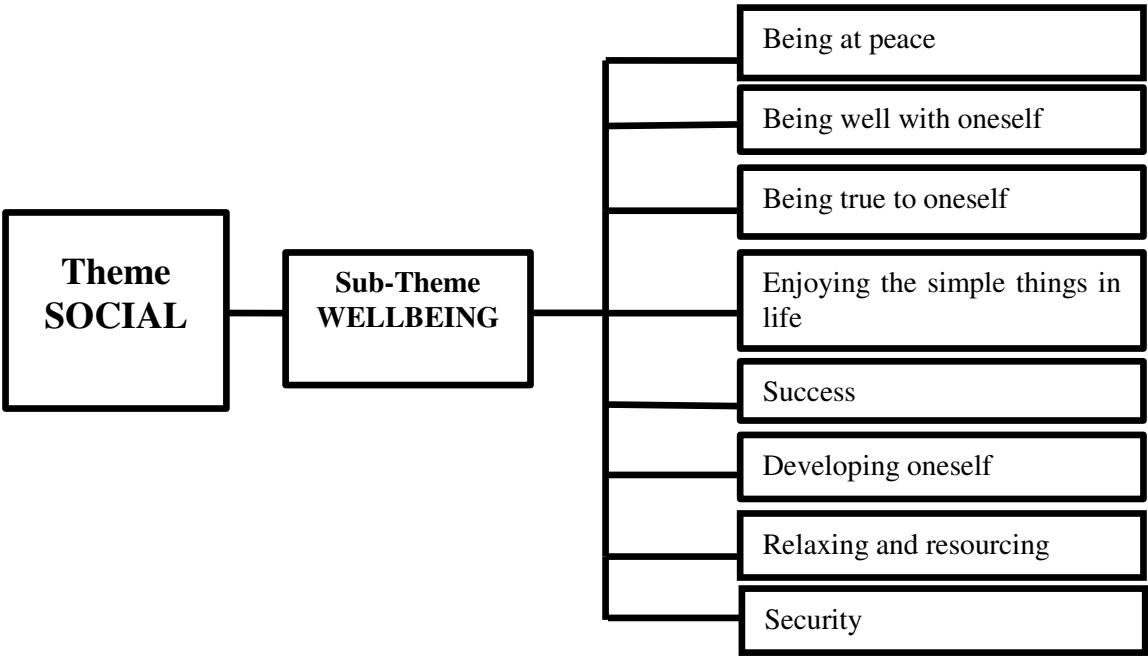 Theme
SOCIAL
Sub-Theme
WELLBEING
Being at peace
Being well with oneself
Being true to oneself
Enjoying the simple things in
life
Success
Developing oneself
Relaxing and resourcing
Security